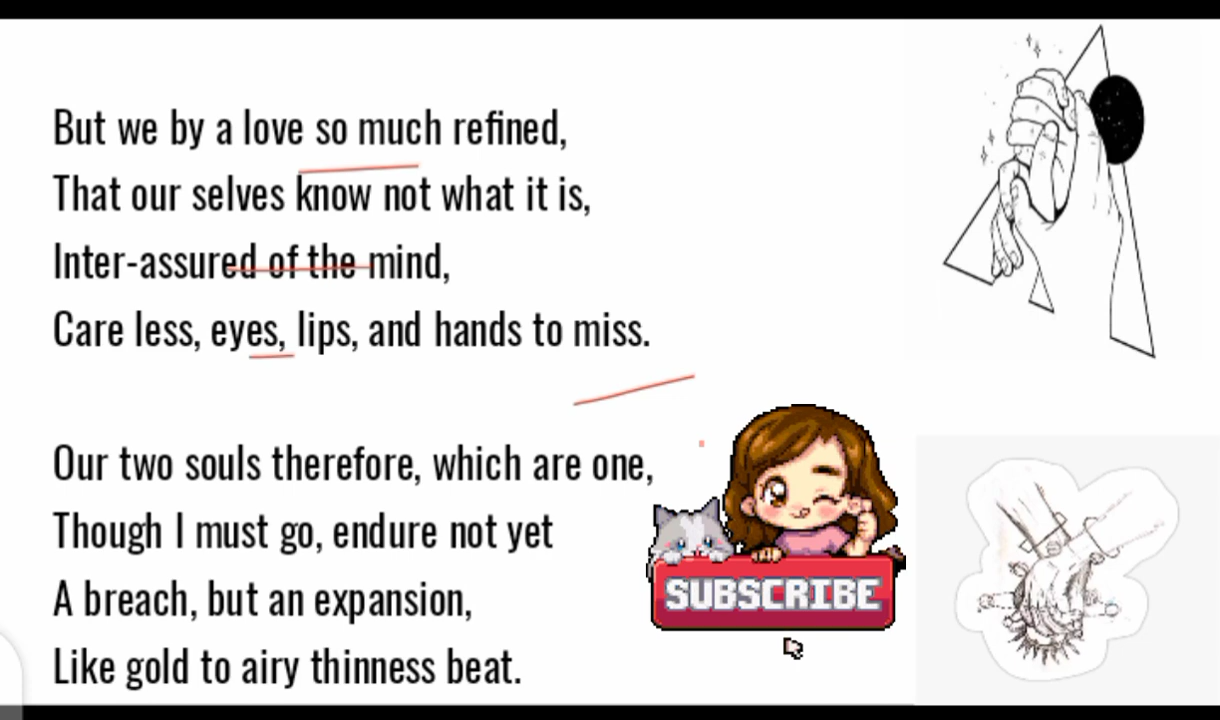 But we by a love so much refined,
That our selves know not what it is,
Inter-assured of the mind,
Care less, eyes, lips, and hands to miss.
Our two souls therefore, which are one,
Though I must go, endure not yet
A breach, but an expansion,
Like gold to airy thinness beat.
SUBSCRIBE